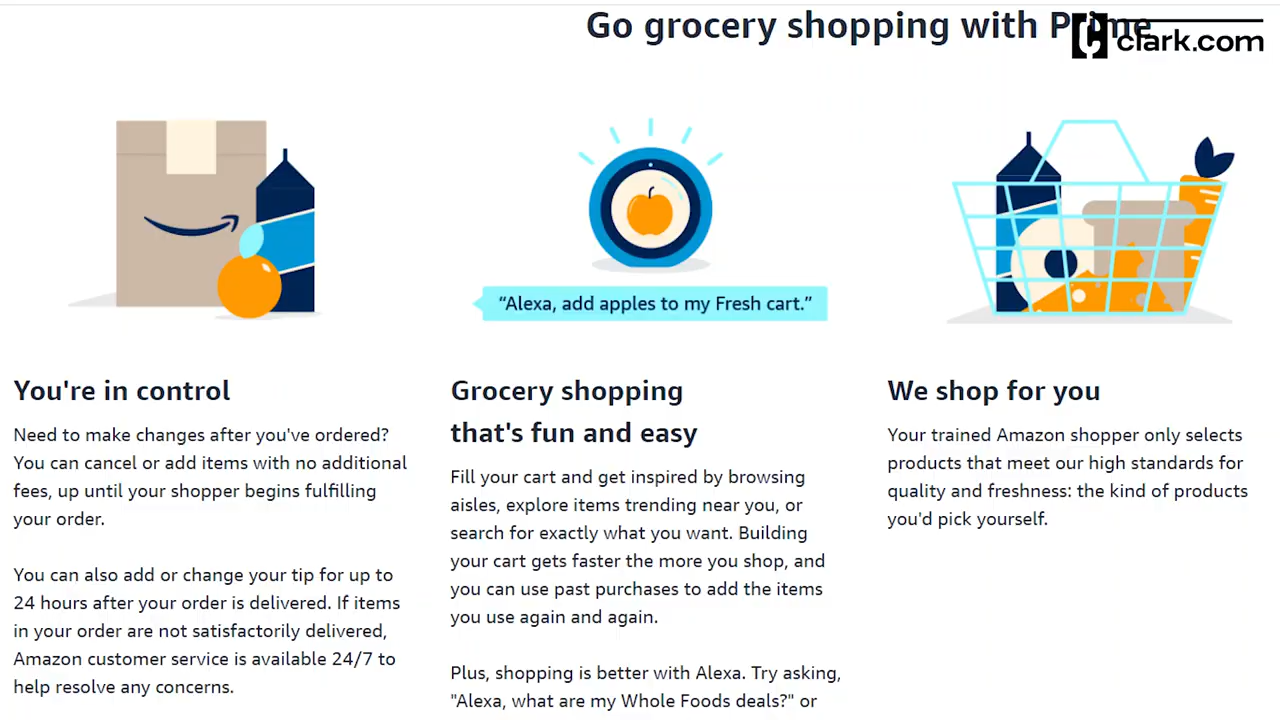 Go grocery shopping with Prime
clark.com
"Alexa, add apples to my Fresh cart."
You're in control
Need to make changes after you've ordered?
You can cancel or add items with no additional
fees, up until your shopper begins fulfilling
your order.
You can also add or change your tip for up to
24 hours after your order is delivered. If items
in your order are not satisfactorily delivered,
Amazon customer service is available 24/7 to
help resolve any concerns.
Grocery shopping
that's fun and easy
Fill your cart and get inspired by browsing
aisles, explore items trending near you, or
search for exactly what you want. Building
your cart gets faster the more you shop, and
you can use past purchases to add the items
you use again and again.
Plus, shopping is better with Alexa. Try asking,
"Alexa, what are my Whole Foods deals?" or
We shop for you
Your trained Amazon shopper only selects
products that meet our high standards for
quality and freshness: the kind of products
you'd pick yourself.